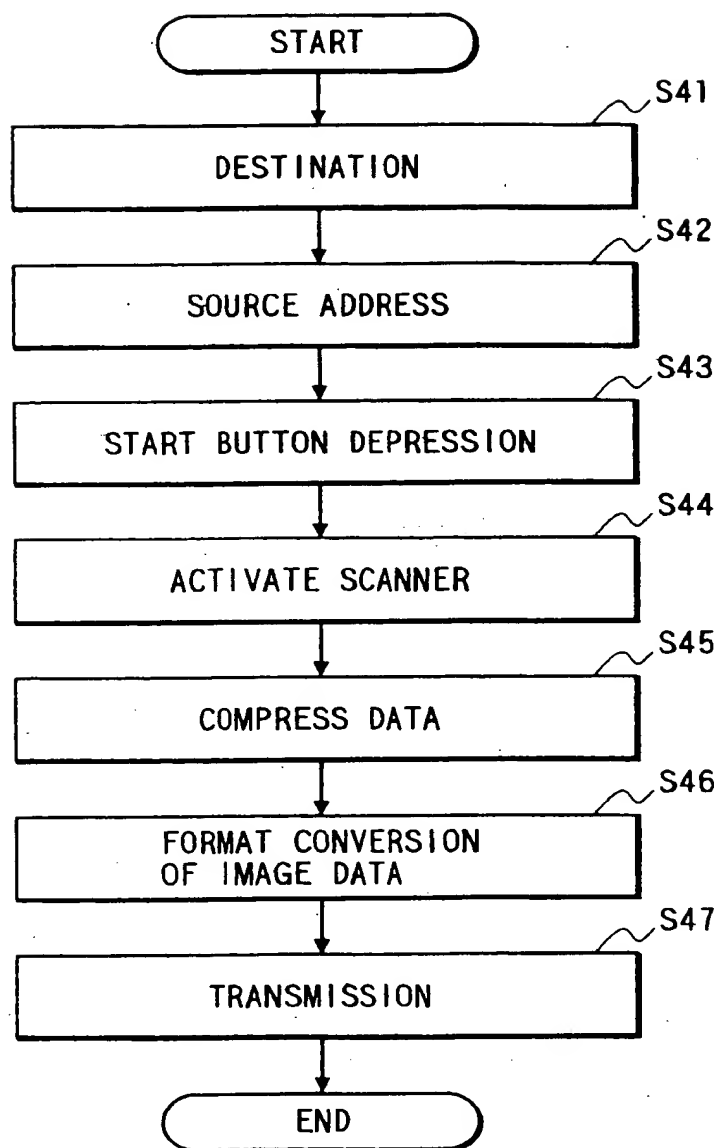 START
S41
DESTINATION
S42
SOURCE ADDRESS
S43
START BUTTON DEPRESSION
S44
ACTIVATE SCANNER
S45
COMPRESS DATA
S46
FORMAT CONVERSION
OF IMAGE DATA
S47
TRANSMISSION
END